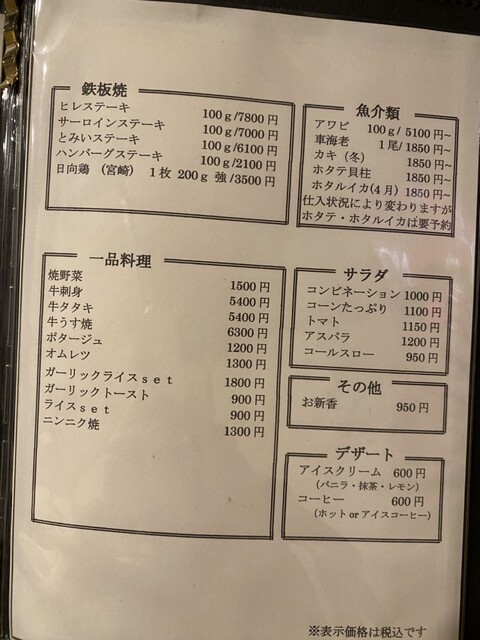 鉄板焼
ヒレステーキ 100g/7800円
サーロインステーキ 100g/7000円
とみいステーキ 100g/6100円
ハンバーグステーキ 100g/2100円
日向鶏（宮崎） 1枚 200g 強/3500円
魚介類
アワビ 100g/ 5100円~
車海老 1尾/ 1850円~
カキ（冬） 1850円~
ホタテ貝柱 1850円~
ホタルイカ(4月) 1850円~
仕入状況により変わりますが
ホタテ・ホタルイカは要予約
一品料理
焼野菜 1500円
牛刺身 5400円
牛タタキ 5400円
牛うす焼 6300円
ポタージュ 1200円
オムレツ 1300円
ガーリックライスset 1800円
ガーリックトースト 900円
ライスset 900円
ニンニク焼 1300円
サラダ
コンビネーション 1000円
コーンたっぷり 1100円
トマト 1150円
アスパラ 1200円
コールスロー 950円
その他
お新香 950円
デザート
アイスクリーム 600円
（バニラ・抹茶・レモン）
コーヒー 600円
（ホット or アイスコーヒー）
※表示価格は税込です